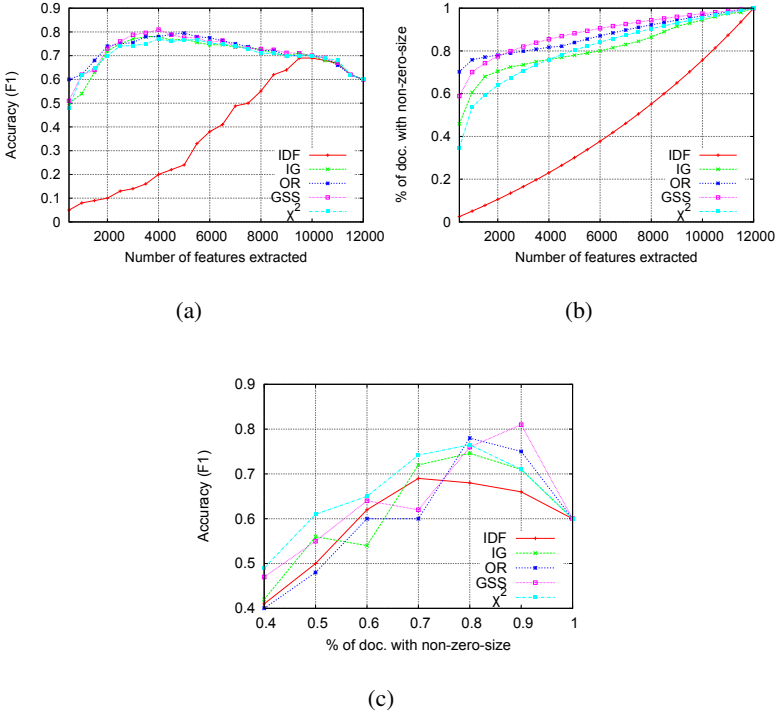 Accuracy (F1)
0.9
0.8
0.7
0.6
0.5
0.4
0.3
0.2
0.1
0
2000 4000 6000 8000 10000 12000
Number of features extracted
IDF
IG
OR
GSS
χ2
(a)
% of doc. with non-zero-size
1
0.8
0.6
0.4
0.2
0
2000 4000 6000 8000 10000 12000
Number of features extracted
IDF
IG
OR
GSS
χ2
(b)
Accuracy (F1)
0.9
0.8
0.7
0.6
0.5
0.4
0.4 0.5 0.6 0.7 0.8 0.9 1
% of doc. with non-zero-size
IDF
IG
OR
GSS
χ2
(c)